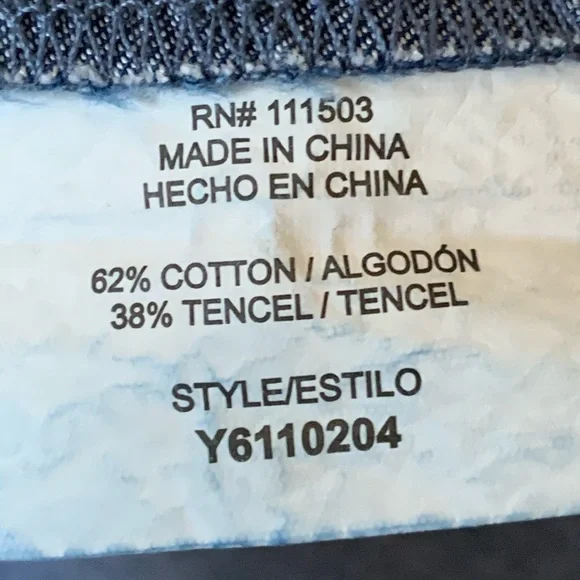 RN# 111503
MADE IN CHINA
HECHO EN CHINA
62% COTTON / ALGODÓN
38% TENCEL / TENCEL
STYLE/ESTILO
Y6110204